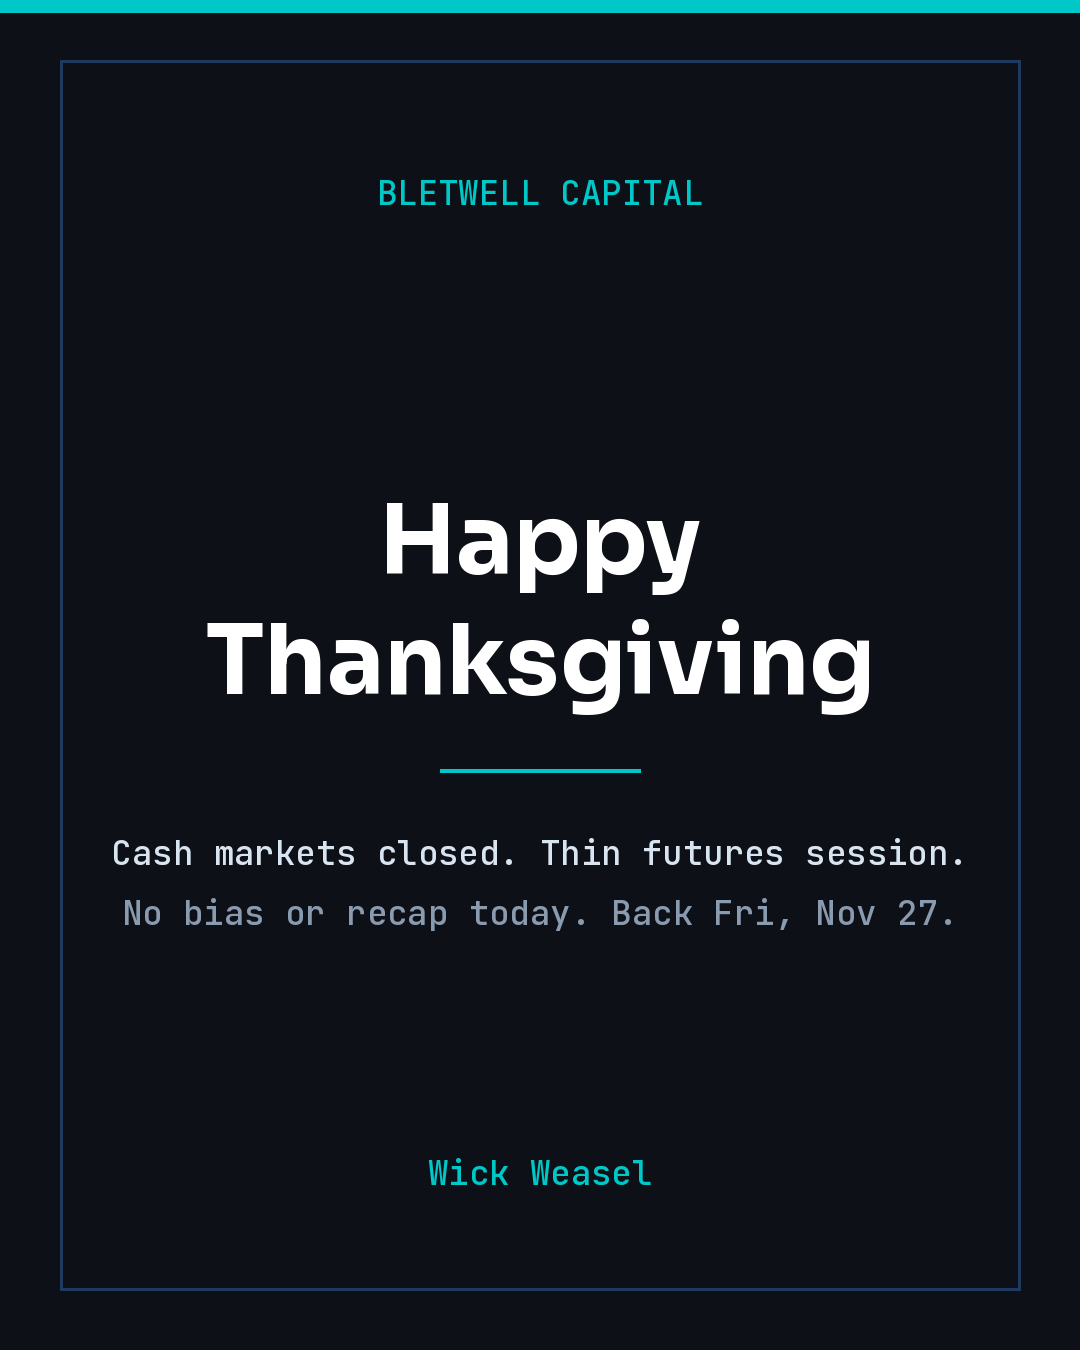 BLETWELL CAPITAL
Happy
Thanksgiving
Cash markets closed. Thin futures session.
No bias or recap today. Back Fri, Nov 27.
Wick Weasel